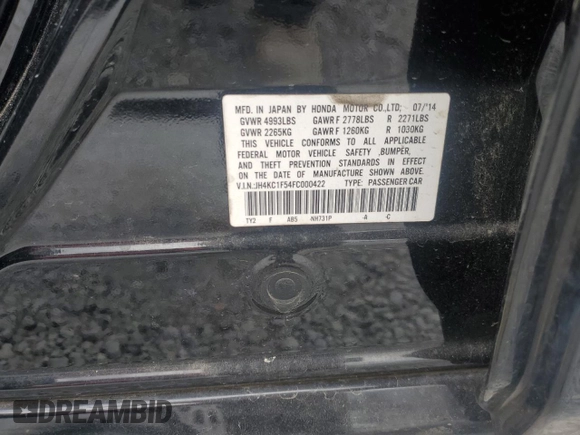 MFD. IN JAPAN BY HONDA MOTOR CO.,LTD; 07/'14
GVWR 4993LBS GAWR F 2778LBS R 2271LBS
GVWR 2265KG GAWR F 1260KG R 1030KG
THIS VEHICLE CONFORMS TO ALL APPLICABLE
FEDERAL MOTOR VEHICLE SAFETY ,BUMPER,
AND THEFT PREVENTION STANDARDS IN EFFECT
ON THE DATE OF MANUFACTURE SHOWN ABOVE.
V.I.N.:JH4KC1F54FC000422 TYPE: PASSENGER CAR
TY2 F AB5 NH731P A C
DREAMBID